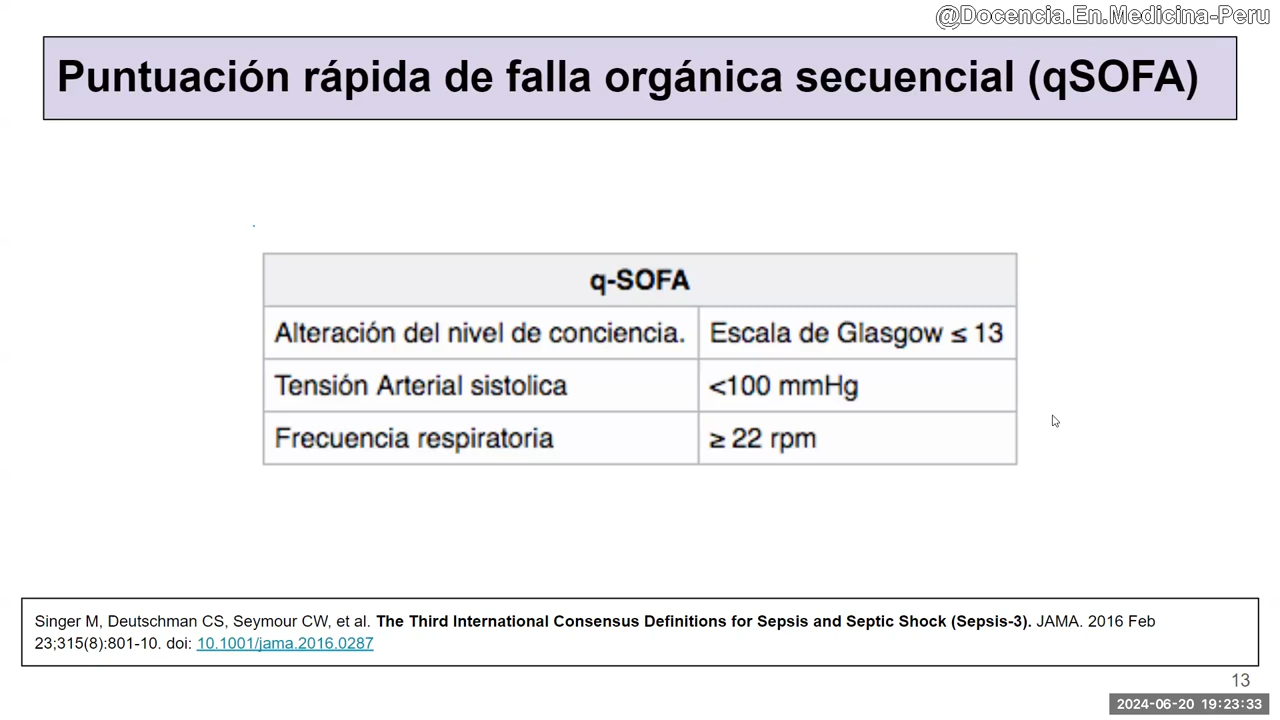 @Docencia.En.Medicina-Peru
Puntuación rápida de falla orgánica secuencial (qSOFA)
q-SOFA
Alteración del nivel de conciencia. Escala de Glasgow ≤ 13
Tensión Arterial sistolica <100 mmHg
Frecuencia respiratoria ≥ 22 rpm
Singer M, Deutschman CS, Seymour CW, et al. The Third International Consensus Definitions for Sepsis and Septic Shock (Sepsis-3). JAMA. 2016 Feb
23;315(8):801-10. doi: 10.1001/jama.2016.0287
13
2024-06-20 19:23:33